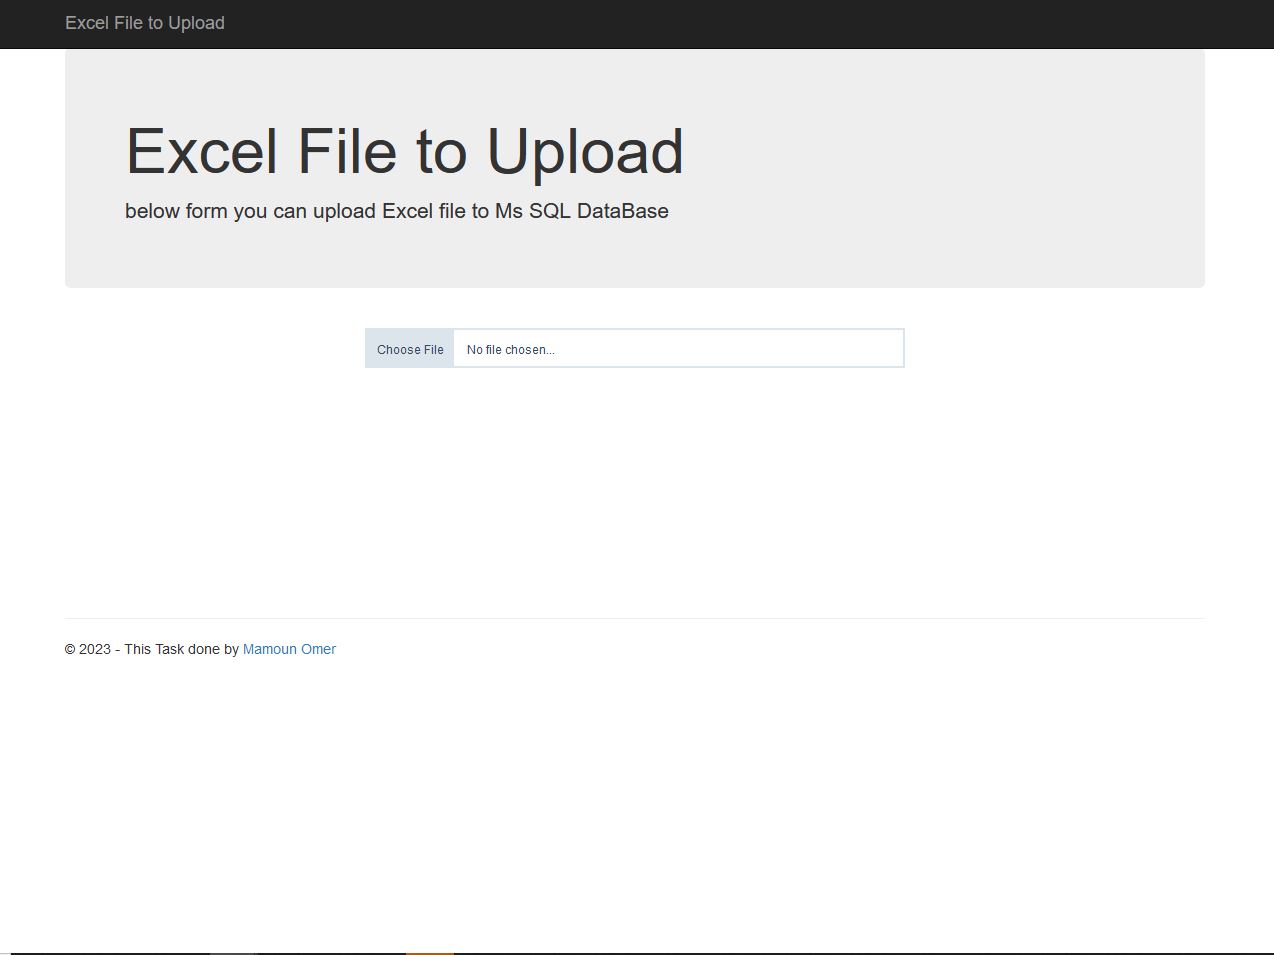 Excel File to Upload
Excel File to Upload
below form you can upload Excel file to Ms SQL DataBase
Choose File No file chosen...
© 2023 - This Task done by Mamoun Omer